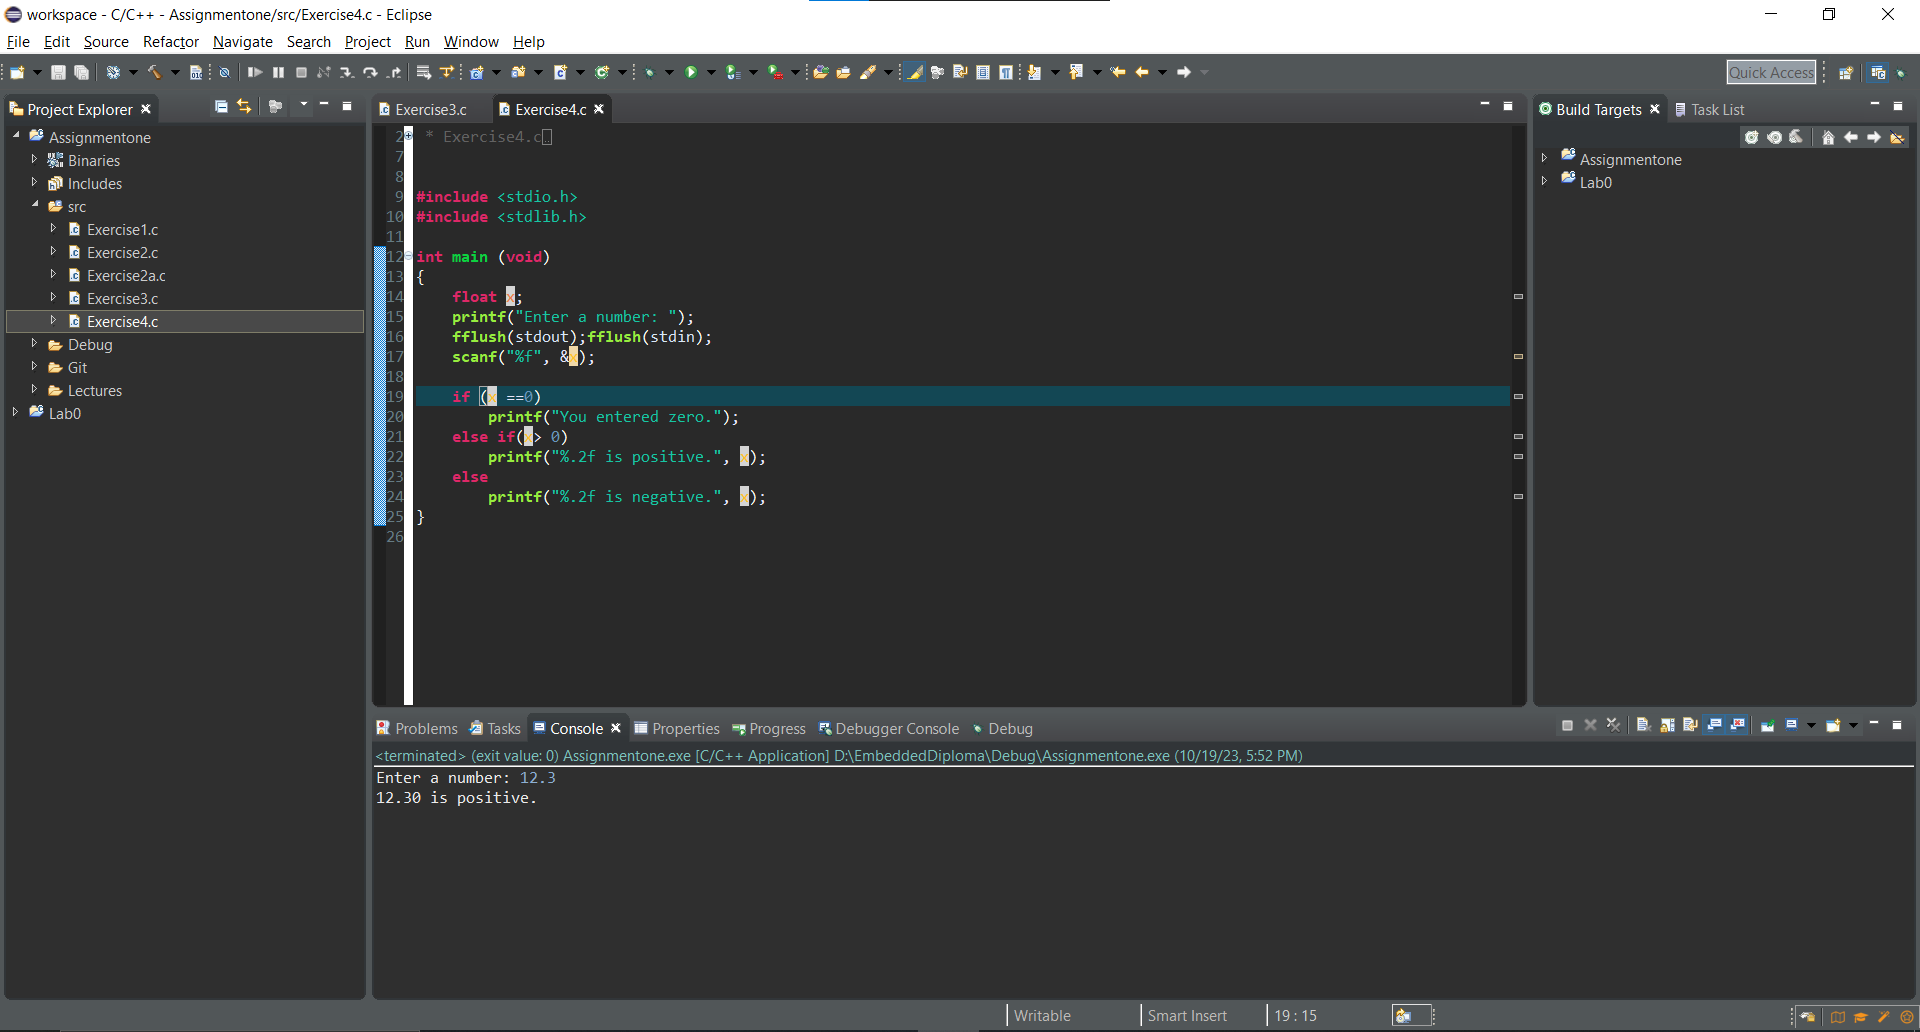 workspace - C/C++ - Assignmentone/src/Exercise4.c - Eclipse
File Edit Source Refactor Navigate Search Project Run Window Help
Quick Access
Project Explorer
Assignmentone
Binaries
Includes
src
Exercise1.c
Exercise2.c
Exercise2a.c
Exercise3.c
Exercise4.c
Debug
Git
Lectures
Lab0
Exercise3.c Exercise4.c
2 * Exercise4.c
7
8
9 #include <stdio.h>
10 #include <stdlib.h>
11
12 int main (void)
13 {
14 float x;
15 printf("Enter a number: ");
16 fflush(stdout);fflush(stdin);
17 scanf("%f", &x);
18
19 if (x ==0)
20 printf("You entered zero.");
21 else if(x> 0)
22 printf("%.2f is positive.", x);
23 else
24 printf("%.2f is negative.", x);
25 }
26
Build Targets Task List
Assignmentone
Lab0
Problems Tasks Console Properties Progress Debugger Console Debug
<terminated> (exit value: 0) Assignmentone.exe [C/C++ Application] D:\EmbeddedDiploma\Debug\Assignmentone.exe (10/19/23, 5:52 PM)
Enter a number: 12.3
12.30 is positive.
Writable Smart Insert 19 : 15